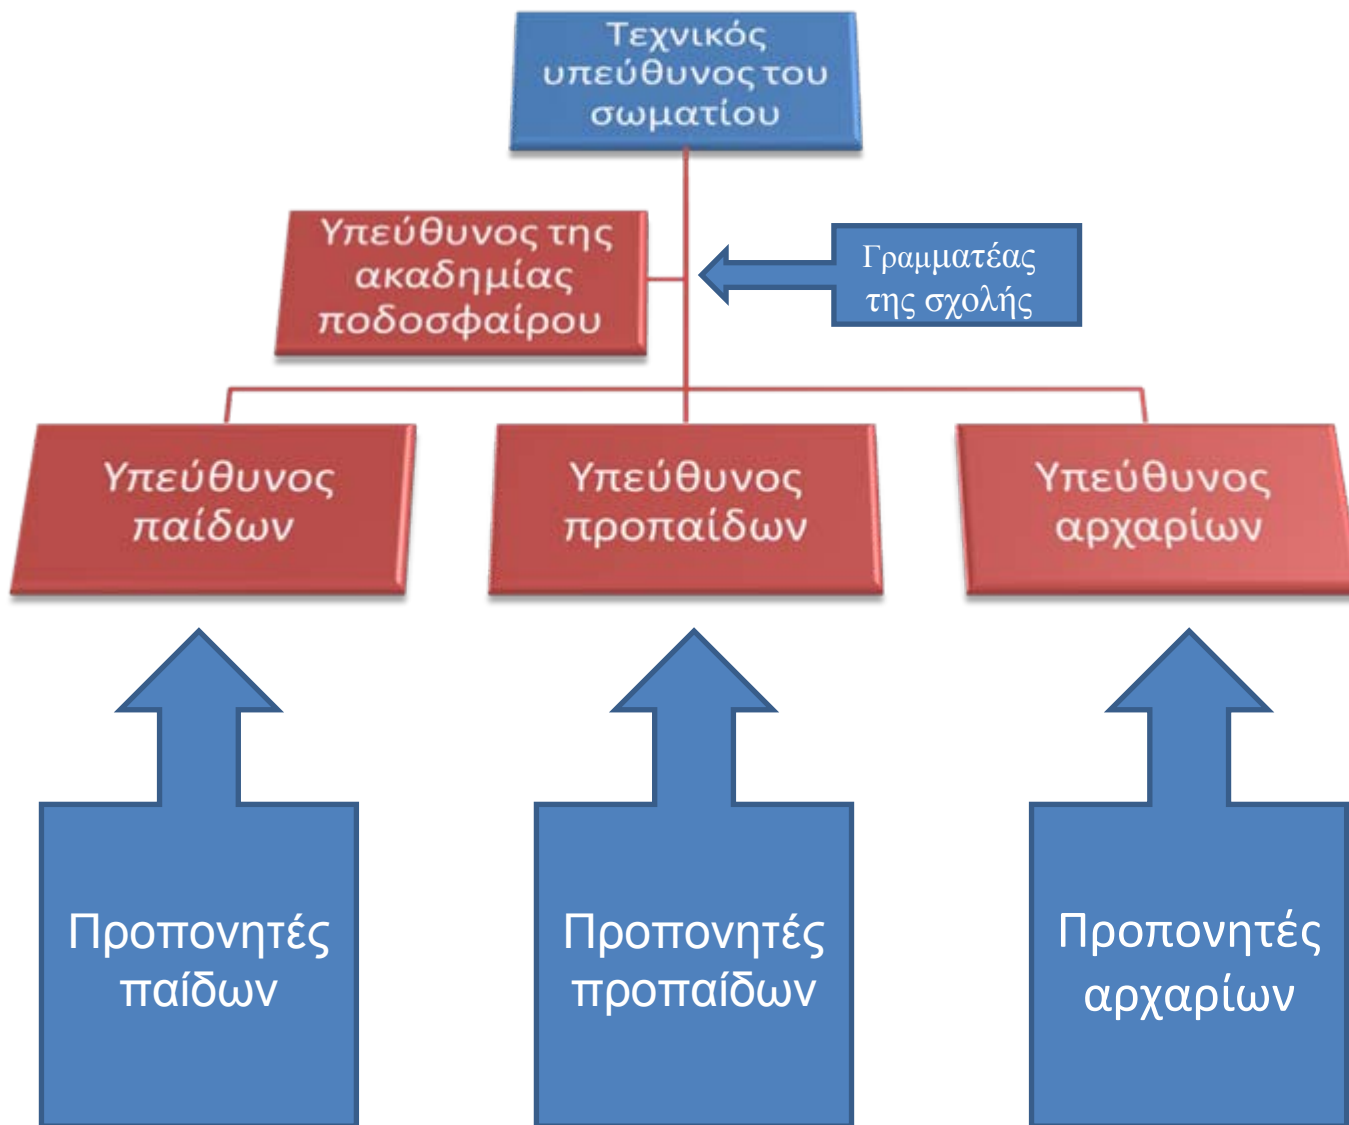 Τεχνικός
υπεύθυνος του
σωματίου
Υπεύθυνος της
ακαδημίας
ποδοσφαίρου
Γραμματέας
της σχολής
Υπεύθυνος
παίδων
Υπεύθυνος
προπαίδων
Υπεύθυνος
αρχαρίων
Προπονητές
παίδων
Προπονητές
προπαίδων
Προπονητές
αρχαρίων